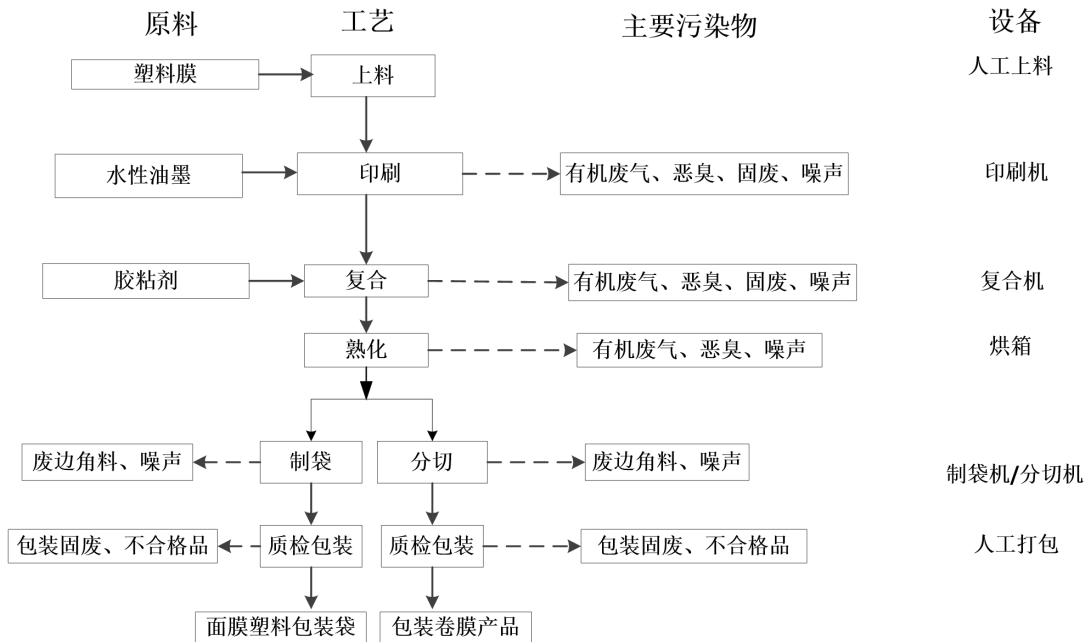 原料 工艺 主要污染物 设备
塑料膜 上料 人工上料
水性油墨 印刷 有机废气、恶臭、固废、噪声 印刷机
胶粘剂 复合 有机废气、恶臭、固废、噪声 复合机
熟化 有机废气、恶臭、噪声 烘箱
废边角料、噪声 制袋 分切 废边角料、噪声 制袋机/分切机
包装固废、不合格品 质检包装 质检包装 包装固废、不合格品 人工打包
面膜塑料包装袋 包装卷膜产品